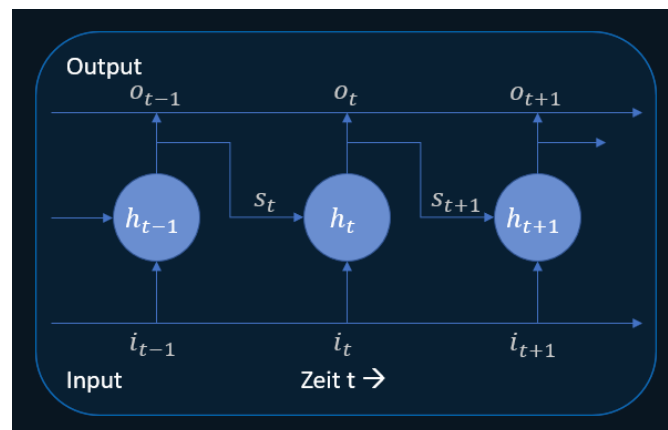 Output
o_{t-1} o_t o_{t+1}
s_t s_{t+1}
h_{t-1} h_t h_{t+1}
i_{t-1} i_t i_{t+1}
Input Zeit t →